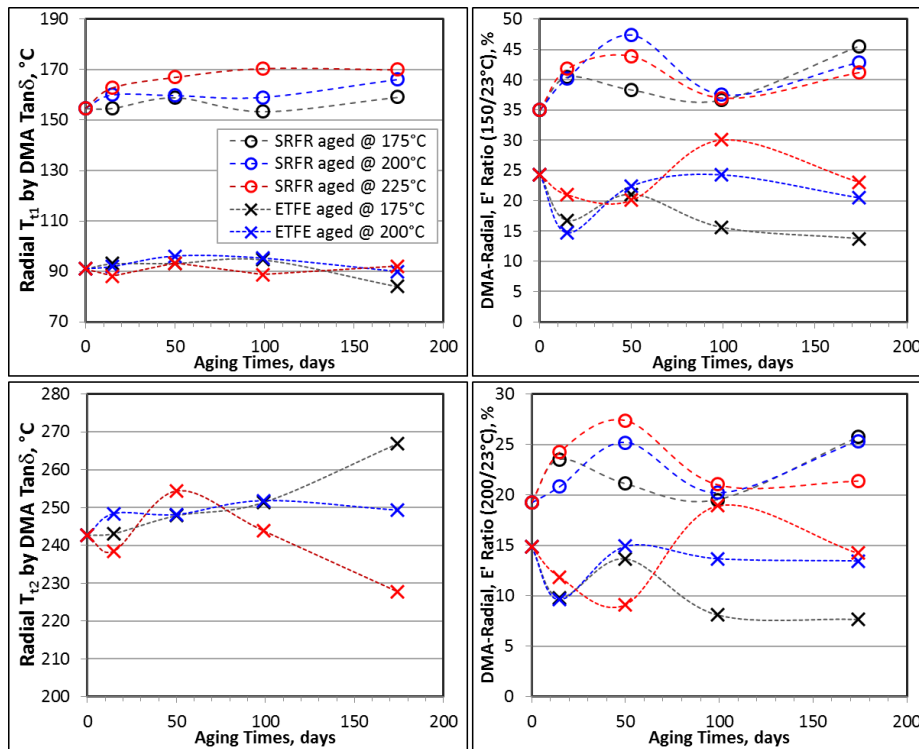 Radial Tt1 by DMA Tanδ, °C
190
170
150
130
110
90
70
SRFR aged @ 175°C
SRFR aged @ 200°C
SRFR aged @ 225°C
ETFE aged @ 175°C
ETFE aged @ 200°C
0 50 100 150 200
Aging Times, days
DMA-Radial, E' Ratio (150/23°C), %
50
45
40
35
30
25
20
15
10
5
0
0 50 100 150 200
Aging Times, days
Radial Tt2 by DMA Tanδ, °C
280
270
260
250
240
230
220
210
200
0 50 100 150 200
Aging Times, days
DMA-Radial, E' Ratio (200/23°C), %
30
25
20
15
10
5
0
0 50 100 150 200
Aging Times, days